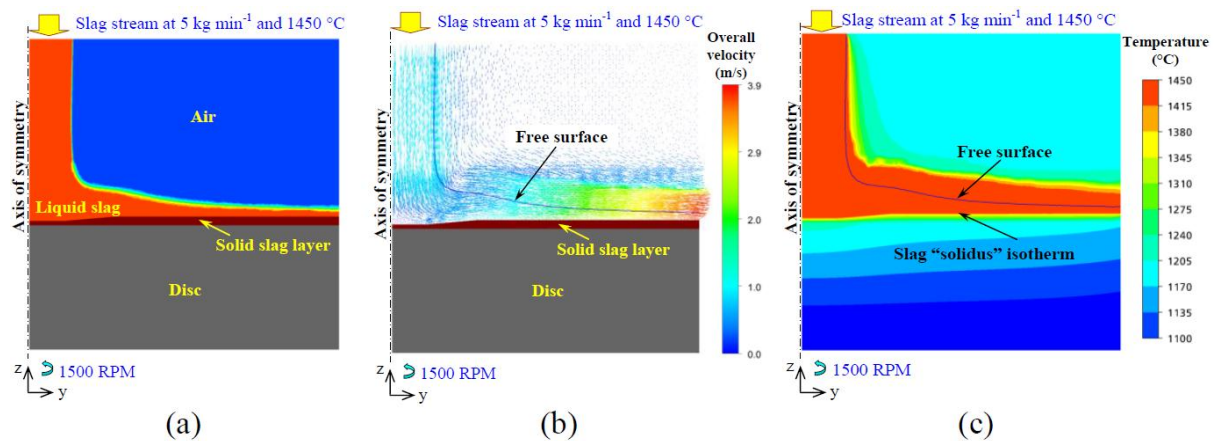 Slag stream at 5 kg min⁻¹ and 1450 °C
Axis of symmetry
Air
Liquid slag
Solid slag layer
Disc
z
1500 RPM
y
(a)
Slag stream at 5 kg min⁻¹ and 1450 °C
Overall
velocity
(m/s)
3.9
2.0
1.0
0.0
Axis of symmetry
Free surface
Solid slag layer
Disc
z
1500 RPM
y
(b)
Slag stream at 5 kg min⁻¹ and 1450 °C
Temperature
(°C)
1450
1415
1380
1345
1310
1275
1240
1205
1170
1135
1100
Axis of symmetry
Free surface
Slag “solidus” isotherm
z
1500 RPM
y
(c)